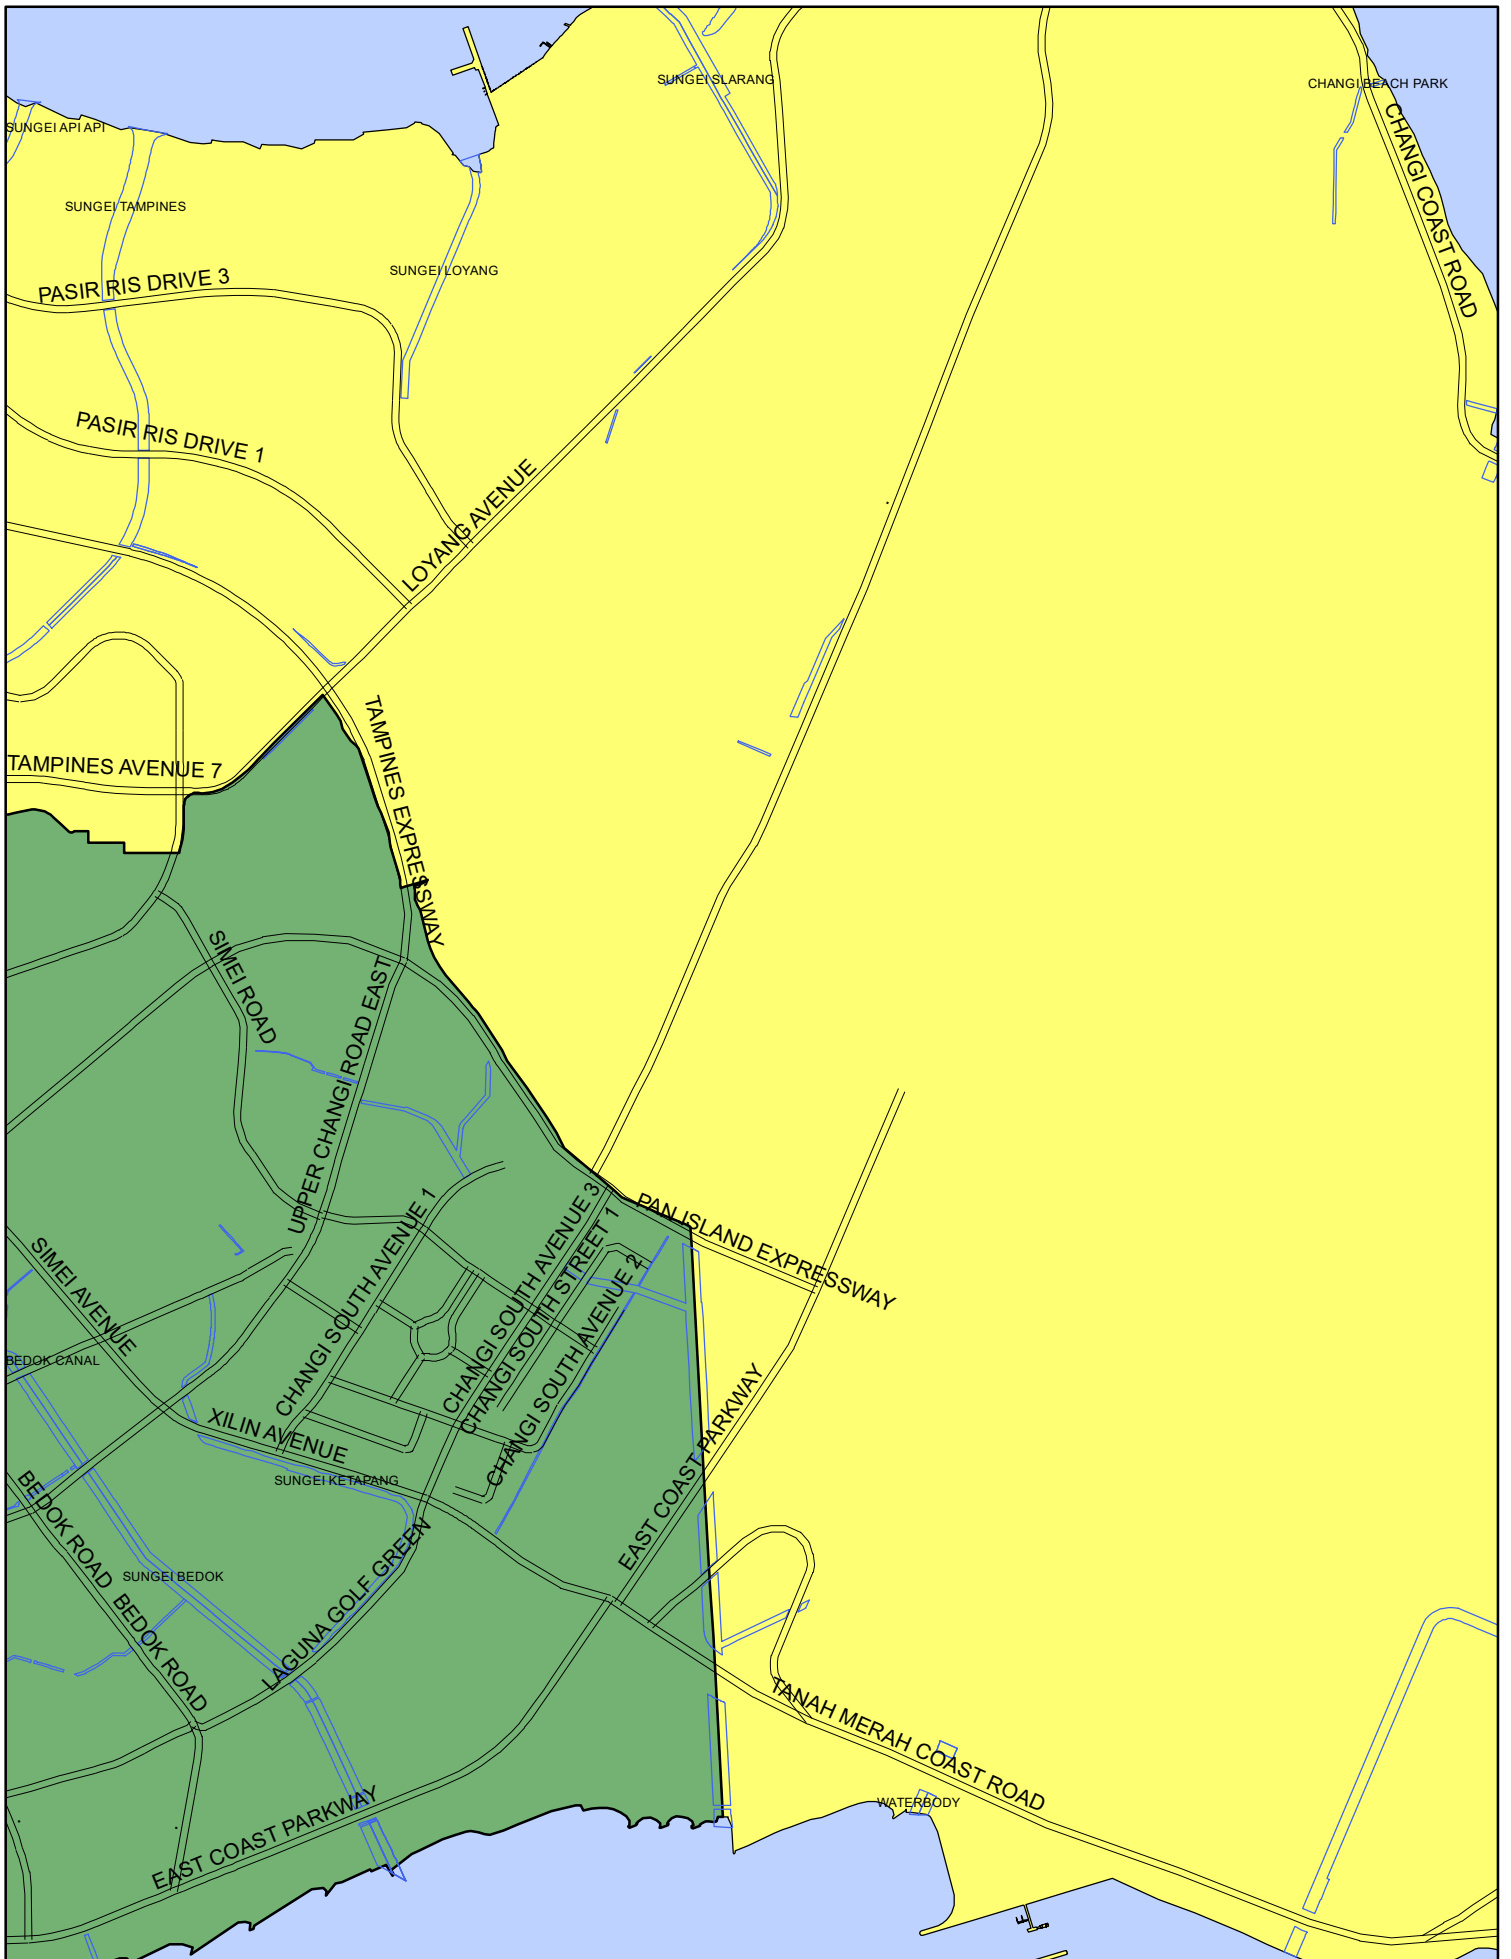 SUNGEI SLARANG
CHANGI BEACH PARK
SUNGEI API API
CHANGI COAST ROAD
SUNGEI TAMPINES
SUNGEI LOYANG
PASIR RIS DRIVE 3
PASIR RIS DRIVE 1
LOYANG AVENUE
TAMPINES AVENUE 7
TAMPINES EXPRESSWAY
SIMEI ROAD
UPPER CHANGI ROAD EAST
CHANGI SOUTH AVENUE 1
CHANGI SOUTH AVENUE 3
CHANGI SOUTH STREET 1
CHANGI SOUTH AVENUE 2
PAN ISLAND EXPRESSWAY
SIMEI AVENUE
BEDOK CANAL
XILIN AVENUE
SUNGEI KETAPANG
EAST COAST PARKWAY
BEDOK ROAD
SUNGEI BEDOK
BEDOK ROAD
LAGUNA GOLF GREEN
TANAH MERAH COAST ROAD
WATERBODY
EAST COAST PARKWAY